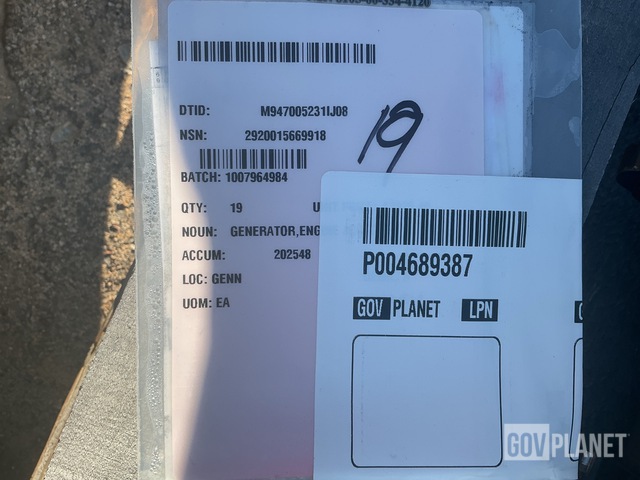 DTID: M947005231IJ08
NSN: 2920015669918
19
BATCH: 1007964984
QTY: 19
NOUN: GENERATOR,ENG
ACCUM: 202548
LOC: GENN
UOM: EA
P004689387
GOV PLANET LPN
GOVPLANET